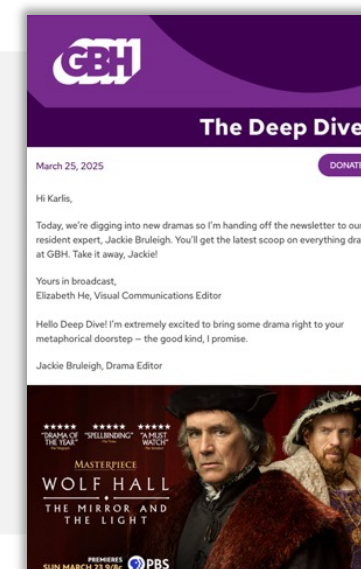 GBH
The Deep Dive
March 25, 2025
DONATE
Hi Karlis,
Today, we're digging into new dramas so I'm handing off the newsletter to our
resident expert, Jackie Bruleigh. You'll get the latest scoop on everything dra
at GBH. Take it away, Jackie!
Yours in broadcast,
Elizabeth He, Visual Communications Editor
Hello Deep Dive! I'm extremely excited to bring some drama right to your
metaphorical doorstep – the good kind, I promise.
Jackie Bruleigh, Drama Editor
★★★★★ ★★★★★ ★★★★★
"DRAMA OF THE YEAR" "SPELLBINDING" "A MUST WATCH"
MASTERPIECE
WOLF HALL
THE MIRROR AND
THE LIGHT
PREMIERES
SUN MARCH 23 9/8c PBS